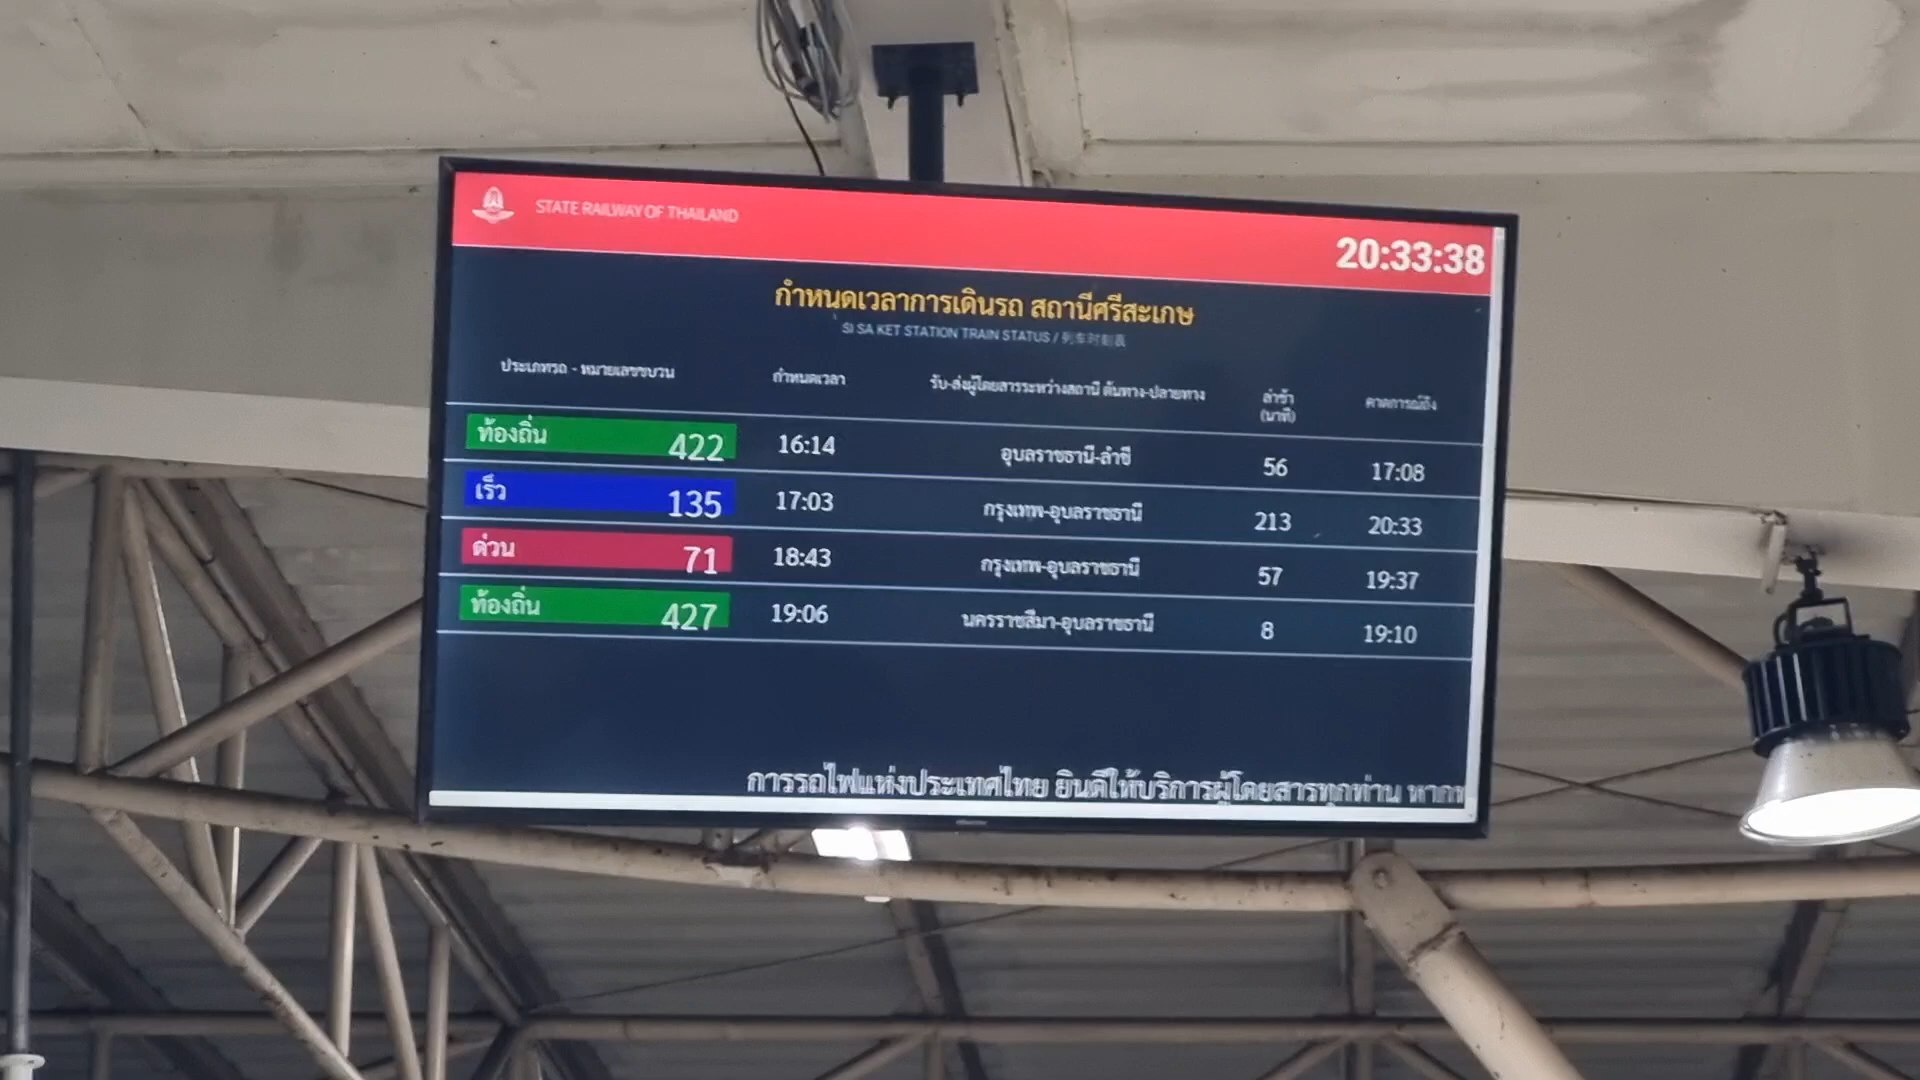 STATE RAILWAY OF THAILAND
20:33:38
กำหนดเวลาการเดินรถ สถานีศรีสะเกษ
SI SA KET STATION TRAIN STATUS / 列车时刻表
ประเภทรถ - หมายเลขขบวน กำหนดเวลา รับ-ส่งผู้โดยสารระหว่างสถานี ต้นทาง-ปลายทาง ล่าช้า (นาที) คาดการณ์ถึง
ท้องถิ่น 422 16:14 อุบลราชธานี-ลำชี 56 17:08
เร็ว 135 17:03 กรุงเทพ-อุบลราชธานี 213 20:33
ด่วน 71 18:43 กรุงเทพ-อุบลราชธานี 57 19:37
ท้องถิ่น 427 19:06 นครราชสีมา-อุบลราชธานี 8 19:10
การรถไฟแห่งประเทศไทย ยินดีให้บริการผู้โดยสารทุกท่าน หาก